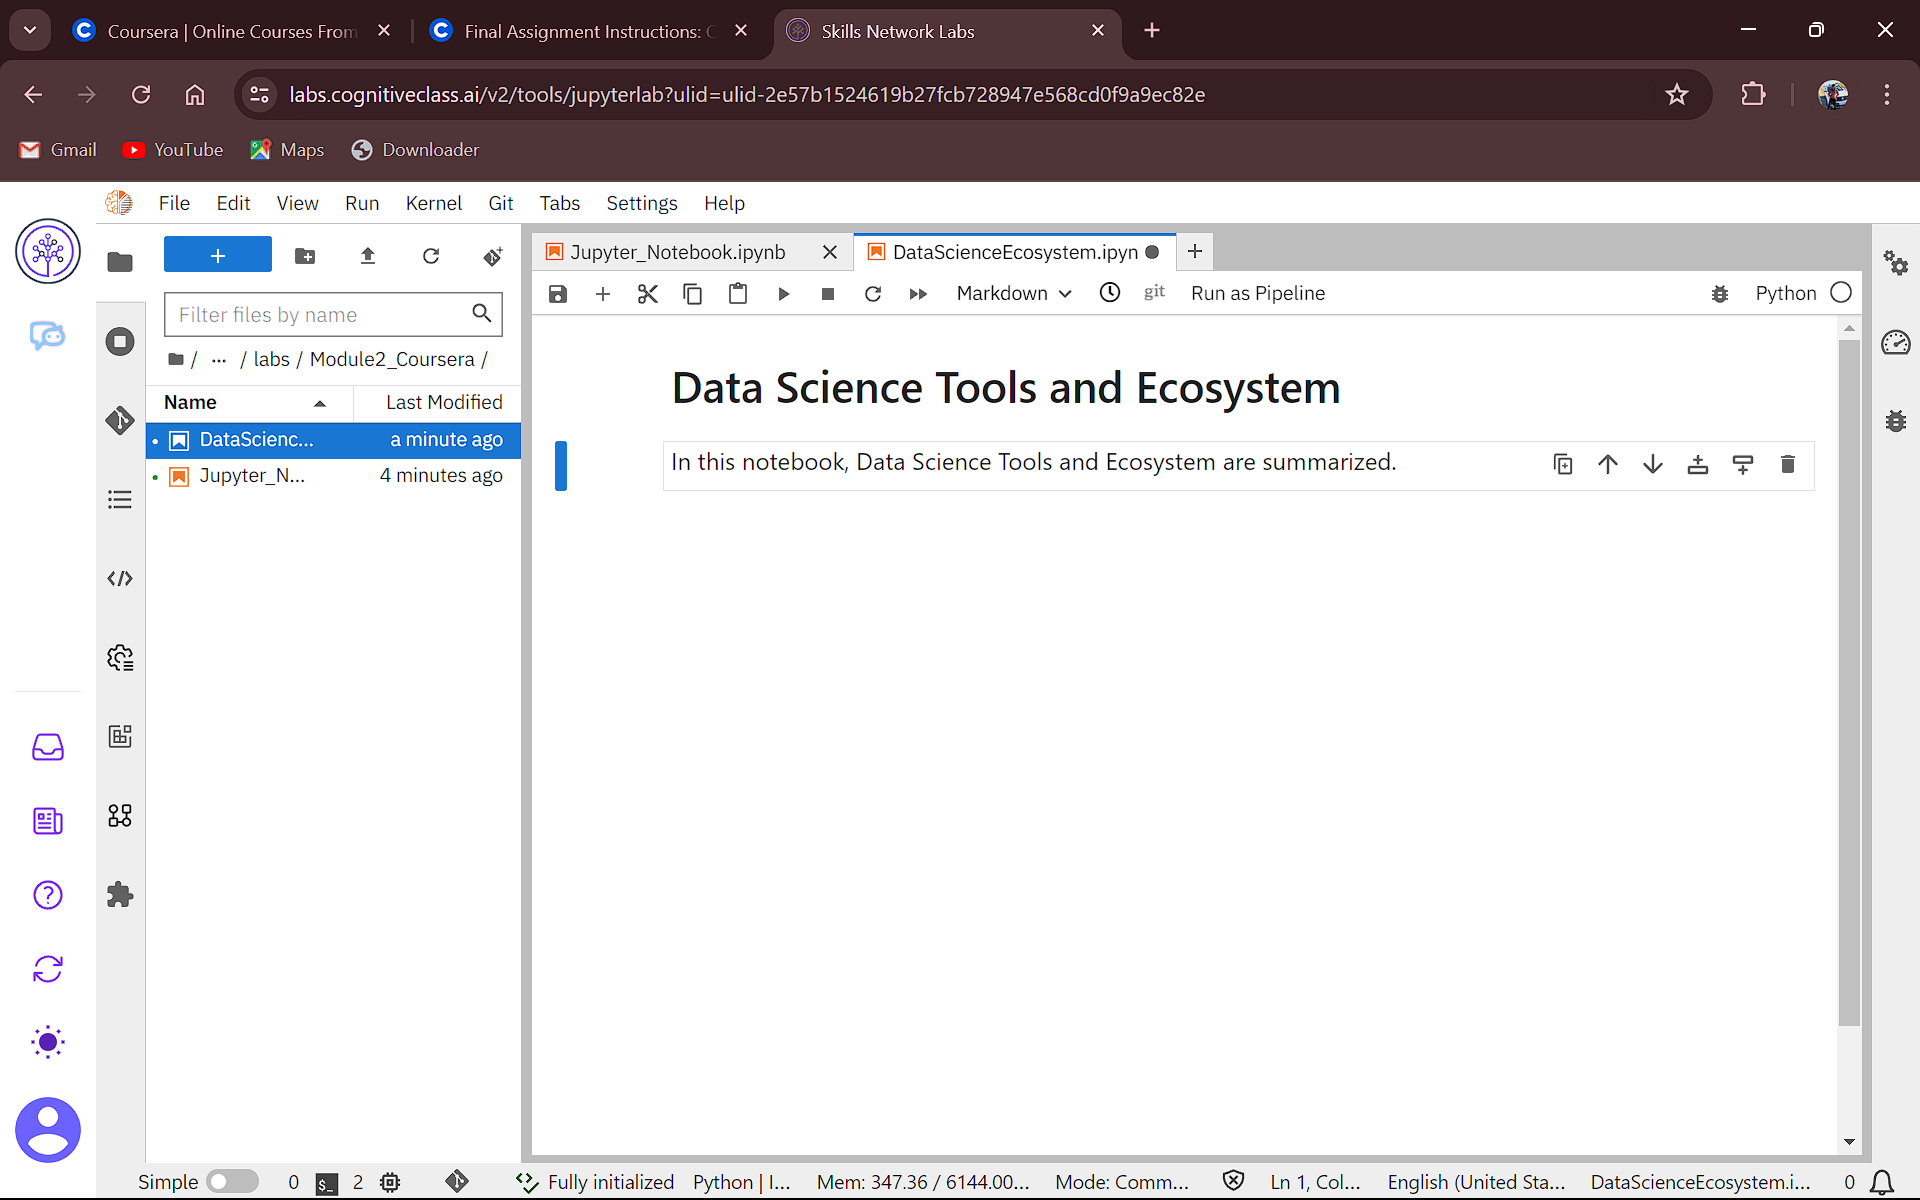 Coursera | Online Courses From
Final Assignment Instructions: C
Skills Network Labs
labs.cognitiveclass.ai/v2/tools/jupyterlab?ulid=ulid-2e57b1524619b27fcb728947e568cd0f9a9ec82e
Gmail YouTube Maps Downloader
File Edit View Run Kernel Git Tabs Settings Help
Filter files by name
/ ... / labs / Module2_Coursera /
Name Last Modified
DataScienc... a minute ago
Jupyter_N... 4 minutes ago
Jupyter_Notebook.ipynb DataScienceEcosystem.ipyn
Markdown git Run as Pipeline Python
Data Science Tools and Ecosystem
In this notebook, Data Science Tools and Ecosystem are summarized.
Simple 0 $_ 2 Fully initialized Python | I... Mem: 347.36 / 6144.00... Mode: Comm... Ln 1, Col... English (United Sta... DataScienceEcosystem.i... 0